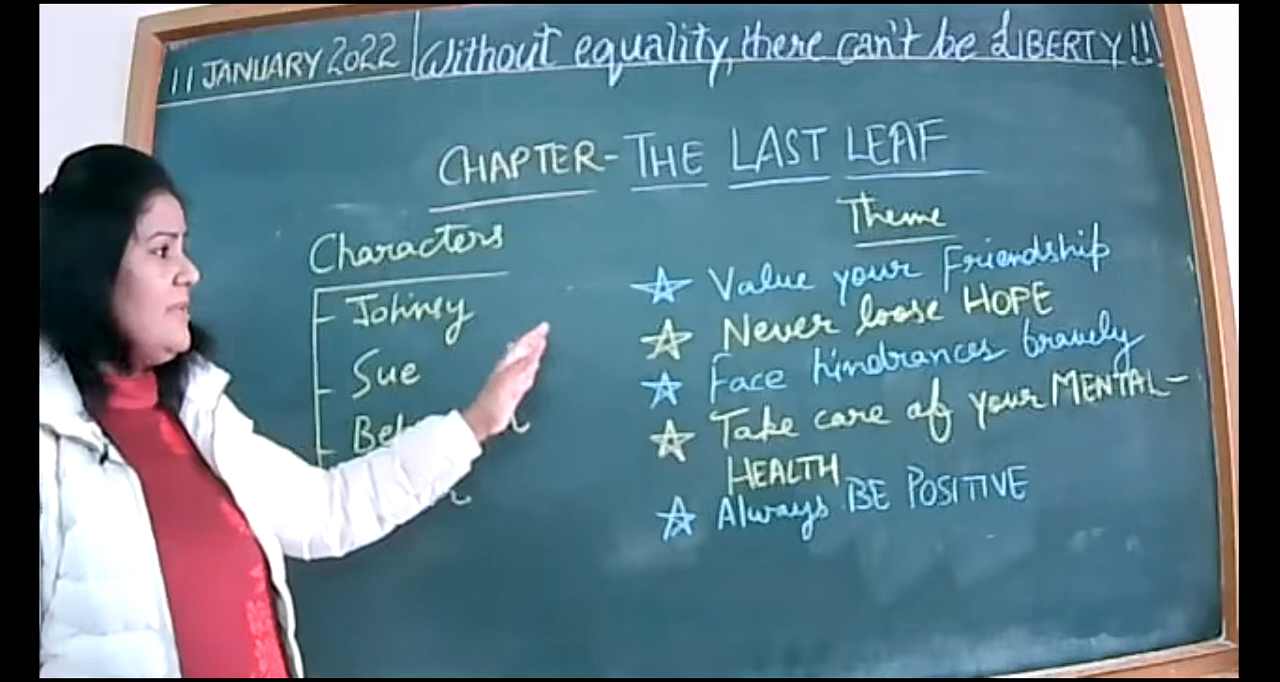 11 JANUARY 2022 | Without equality, there can't be LIBERTY!!!
CHAPTER - THE LAST LEAF
Characters
Johnsy
Sue
Theme
☆ Value your Friendship
☆ Never loose HOPE
☆ Face hindrances bravely
☆ Take care of your MENTAL-
HEALTH
☆ Always BE POSITIVE